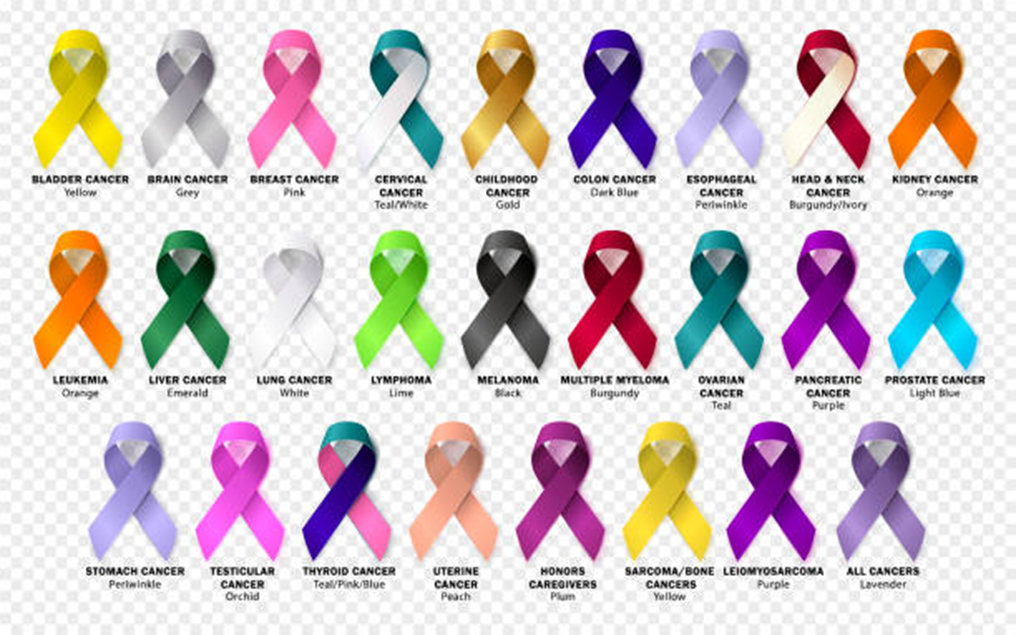 BLADDER CANCER
Yellow
BRAIN CANCER
Grey
BREAST CANCER
Pink
CERVICAL
CANCER
Teal/White
CHILDHOOD
CANCER
Gold
COLON CANCER
Dark Blue
ESOPHAGEAL
CANCER
Periwinkle
HEAD & NECK
CANCER
Burgundy/Ivory
KIDNEY CANCER
Orange
LEUKEMIA
Orange
LIVER CANCER
Emerald
LUNG CANCER
White
LYMPHOMA
Lime
MELANOMA
Black
MULTIPLE MYELOMA
Burgundy
OVARIAN
CANCER
Teal
PANCREATIC
CANCER
Purple
PROSTATE CANCER
Light Blue
STOMACH CANCER
Periwinkle
TESTICULAR
CANCER
Orchid
THYROID CANCER
Teal/Pink/Blue
UTERINE
CANCER
Peach
HONORS
CAREGIVERS
Plum
SARCOMA/BONE
CANCERS
Yellow
LEIOMYOSARCOMA
Purple
ALL CANCERS
Lavender